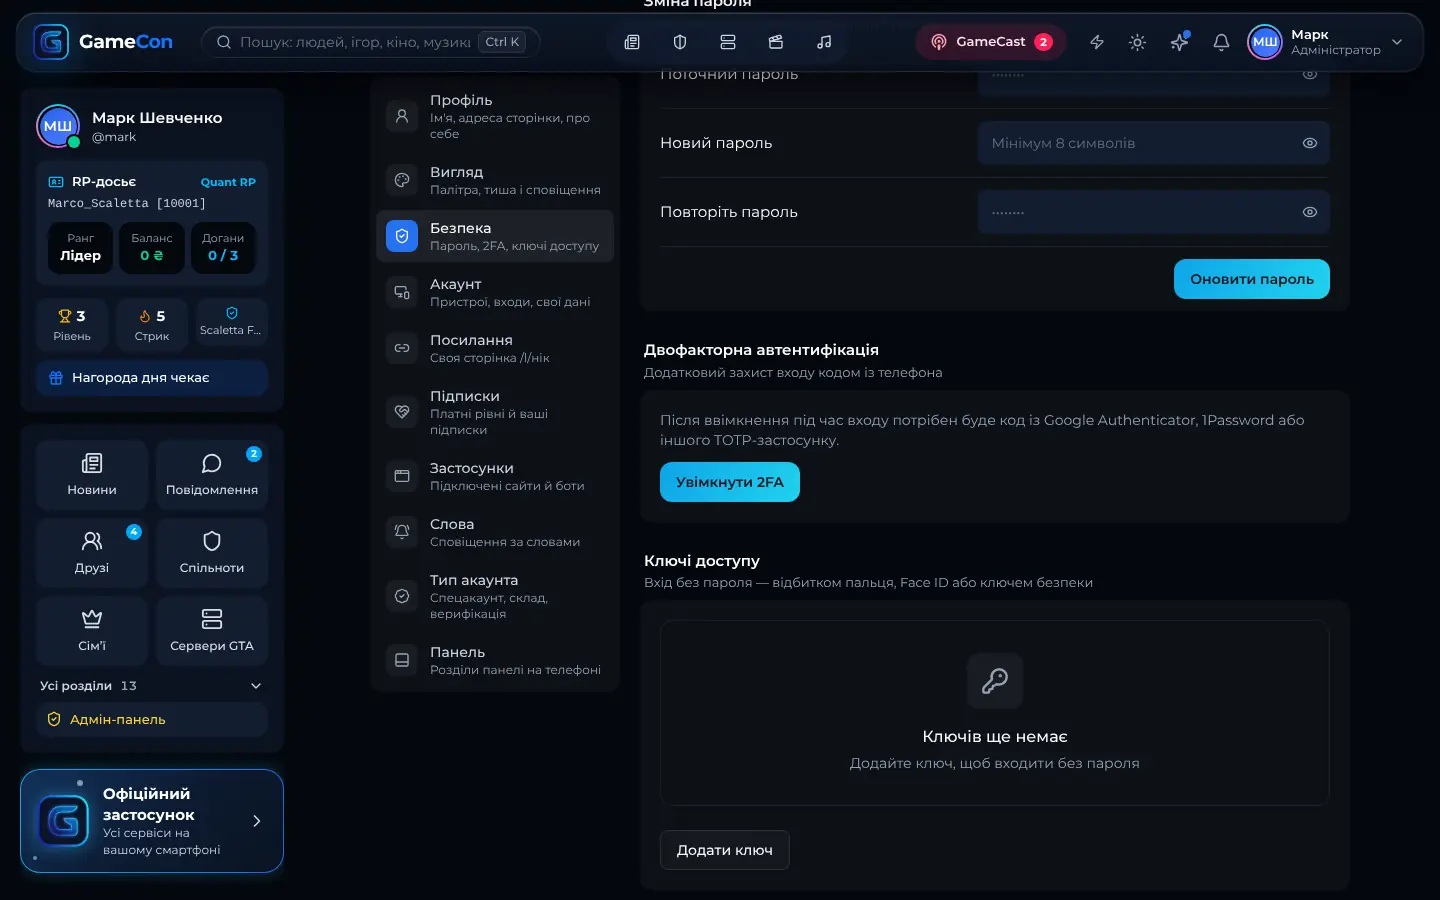 Зміна пароля
GameCon
Пошук: людей, ігор, кіно, музики
Ctrl K
GameCast 2
МШ
Марк
Адміністратор
МШ
Марк Шевченко
@mark
RP-досьє
Quant RP
Marco_Scaletta [10001]
Ранг
Лідер
Баланс
0 ₴
Догани
0 / 3
3
Рівень
5
Стрик
Scaletta F...
Нагорода дня чекає
Новини
Повідомлення
2
Друзі
4
Спільноти
Сім'ї
Сервери GTA
Усі розділи 13
Адмін-панель
Офіційний
застосунок
Усі сервіси на
вашому смартфоні
Профіль
Ім'я, адреса сторінки, про
себе
Вигляд
Палітра, тиша і сповіщення
Безпека
Пароль, 2FA, ключі доступу
Акаунт
Пристрої, входи, свої дані
Посилання
Своя сторінка /l/нік
Підписки
Платні рівні й ваші
підписки
Застосунки
Підключені сайти й боти
Слова
Сповіщення за словами
Тип акаунта
Спецакаунт, склад,
верифікація
Панель
Розділи панелі на телефоні
Поточний пароль
Новий пароль
Мінімум 8 символів
Повторіть пароль
Оновити пароль
Двофакторна автентифікація
Додатковий захист входу кодом із телефона
Після ввімкнення під час входу потрібен буде код із Google Authenticator, 1Password або
іншого TOTP-застосунку.
Увімкнути 2FA
Ключі доступу
Вхід без пароля — відбитком пальця, Face ID або ключем безпеки
Ключів ще немає
Додайте ключ, щоб входити без пароля
Додати ключ